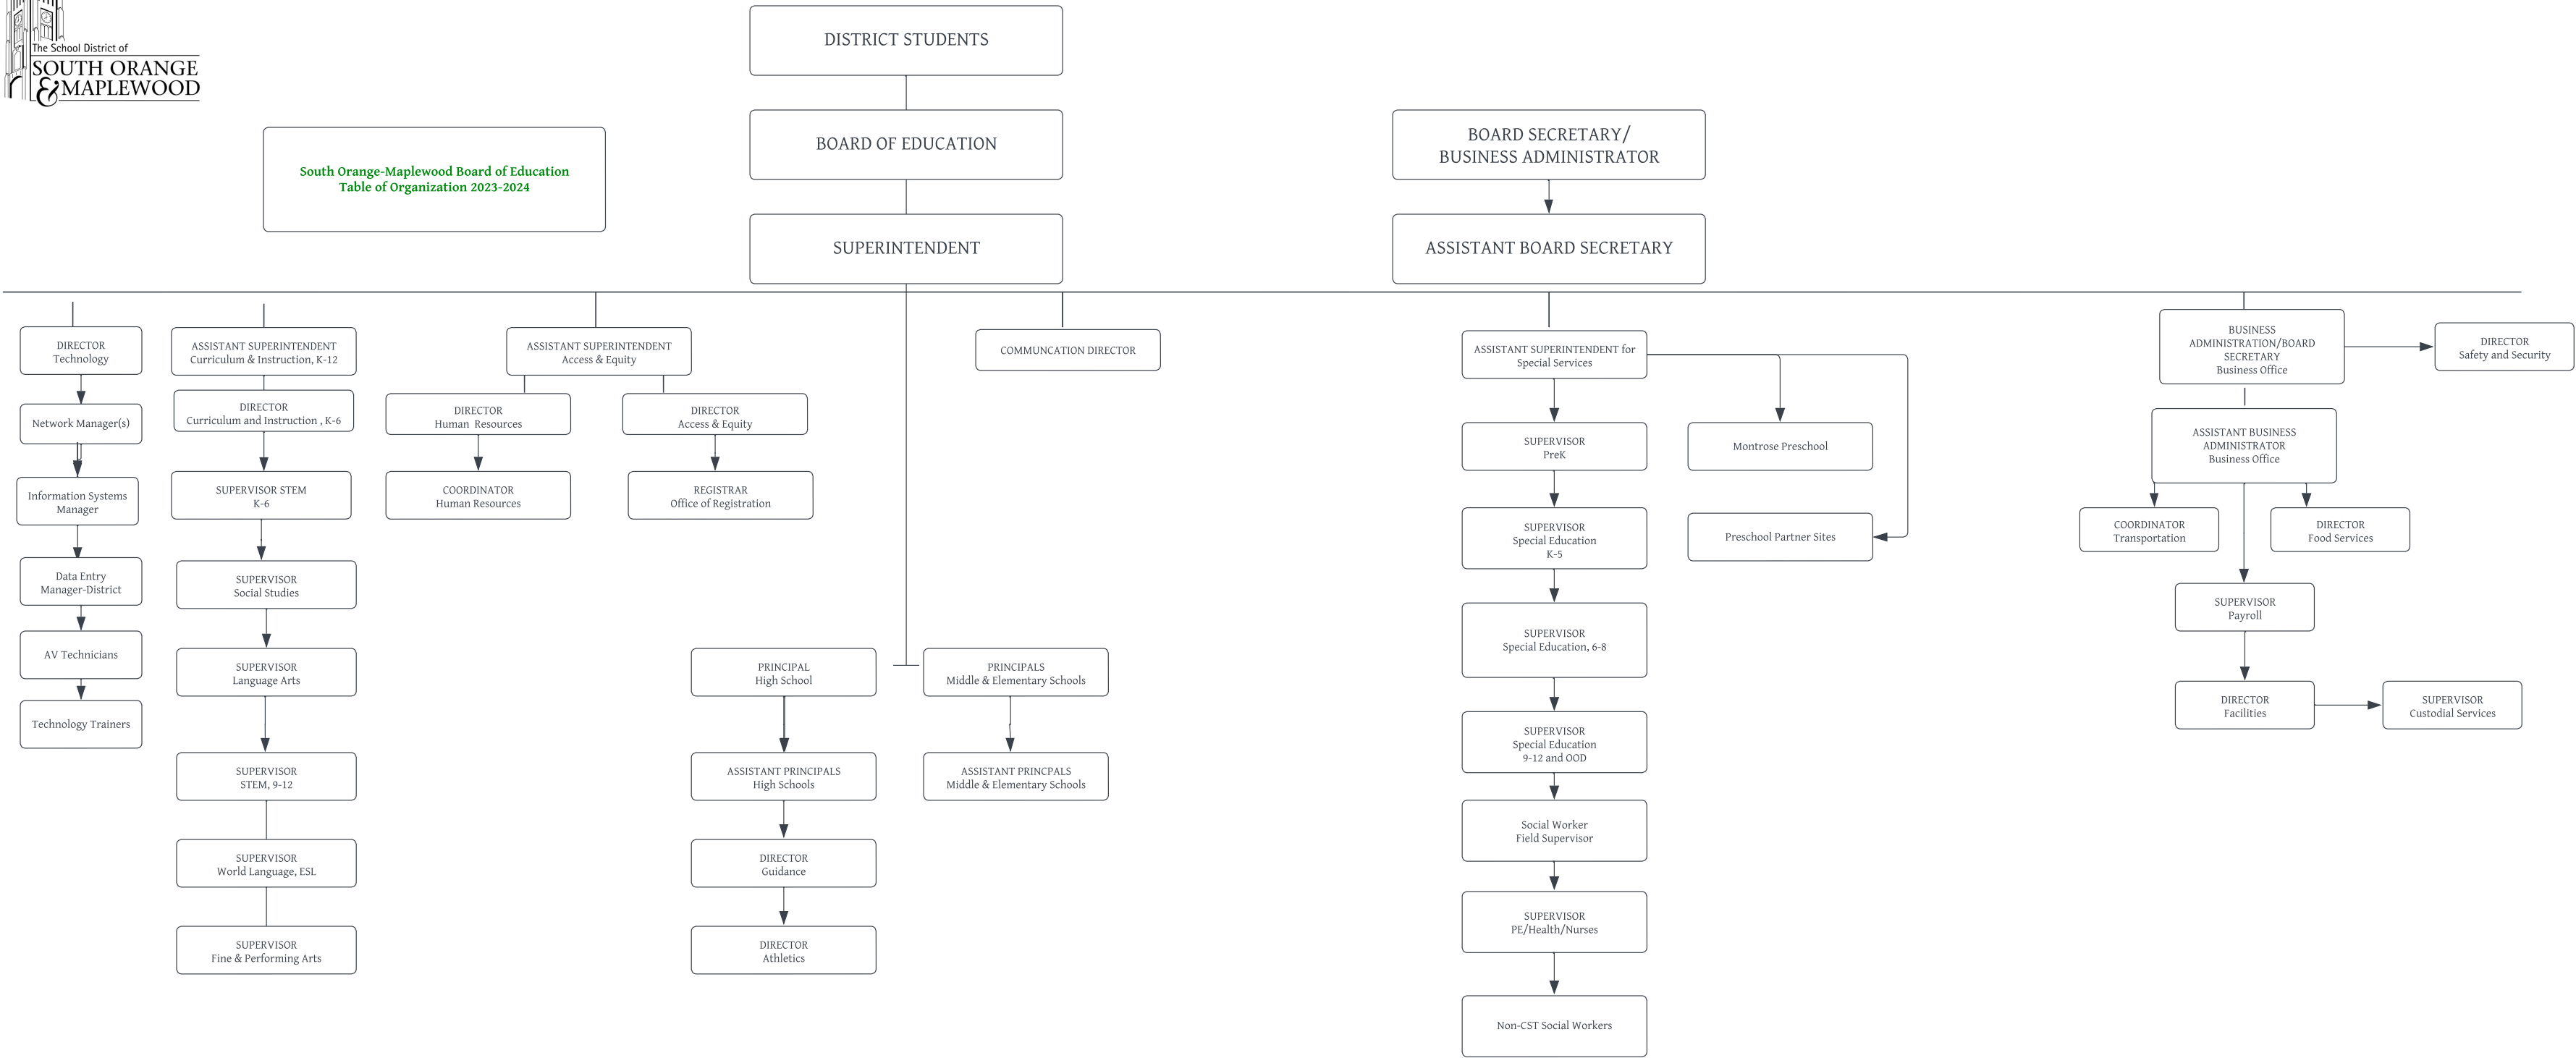 The School District of
SOUTH ORANGE
& MAPLEWOOD
DISTRICT STUDENTS
BOARD OF EDUCATION
BOARD SECRETARY/
BUSINESS ADMINISTRATOR
South Orange-Maplewood Board of Education
Table of Organization 2023-2024
SUPERINTENDENT
ASSISTANT BOARD SECRETARY
DIRECTOR
Technology
Network Manager(s)
Information Systems
Manager
Data Entry
Manager-District
AV Technicians
Technology Trainers
ASSISTANT SUPERINTENDENT
Curriculum & Instruction, K-12
DIRECTOR
Curriculum and Instruction , K-6
SUPERVISOR STEM
K-6
SUPERVISOR
Social Studies
SUPERVISOR
Language Arts
SUPERVISOR
STEM, 9-12
SUPERVISOR
World Language, ESL
SUPERVISOR
Fine & Performing Arts
ASSISTANT SUPERINTENDENT
Access & Equity
DIRECTOR
Human Resources
COORDINATOR
Human Resources
DIRECTOR
Access & Equity
REGISTRAR
Office of Registration
PRINCIPAL
High School
ASSISTANT PRINCIPALS
High Schools
DIRECTOR
Guidance
DIRECTOR
Athletics
PRINCIPALS
Middle & Elementary Schools
ASSISTANT PRINCPALS
Middle & Elementary Schools
COMMUNCATION DIRECTOR
ASSISTANT SUPERINTENDENT for
Special Services
SUPERVISOR
PreK
SUPERVISOR
Special Education
K-5
SUPERVISOR
Special Education, 6-8
SUPERVISOR
Special Education
9-12 and OOD
Social Worker
Field Supervisor
SUPERVISOR
PE/Health/Nurses
Non-CST Social Workers
Montrose Preschool
Preschool Partner Sites
BUSINESS
ADMINISTRATION/BOARD
SECRETARY
Business Office
DIRECTOR
Safety and Security
ASSISTANT BUSINESS
ADMINISTRATOR
Business Office
COORDINATOR
Transportation
DIRECTOR
Food Services
SUPERVISOR
Payroll
DIRECTOR
Facilities
SUPERVISOR
Custodial Services